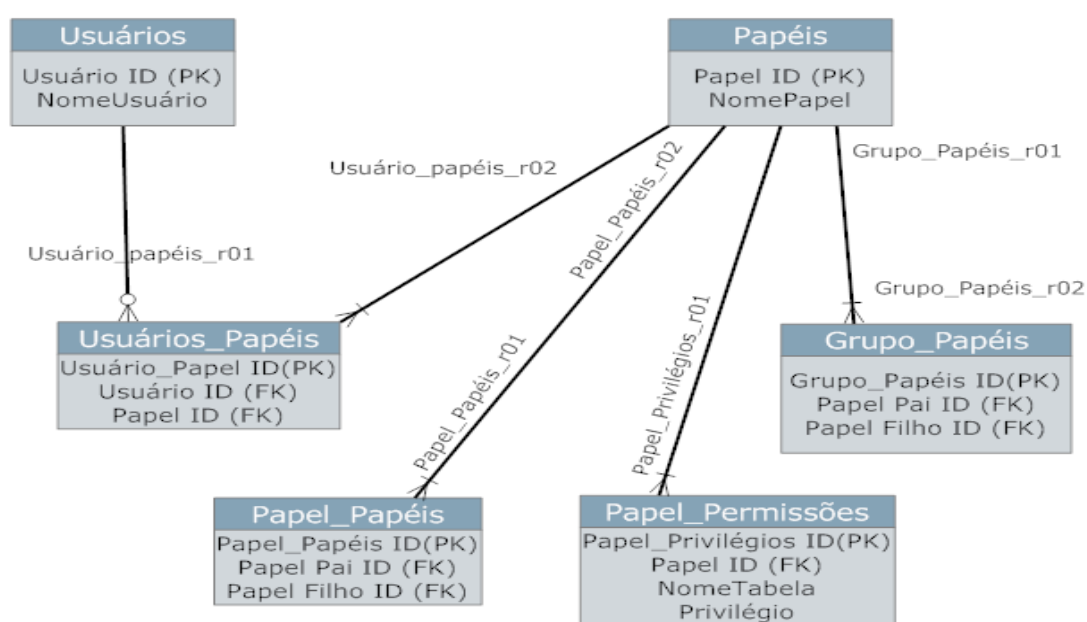 Usuários
Usuário ID (PK)
NomeUsuário
Papéis
Papel ID (PK)
NomePapel
Usuário_papéis_r02
Papel_Papéis_r02
Grupo_Papéis_r01
Usuário_papéis_r01
Papel_Papéis_r01
Papel_Privilégios_r01
Grupo_Papéis_r02
Usuários_Papéis
Usuário_Papel ID(PK)
Usuário ID (FK)
Papel ID (FK)
Grupo_Papéis
Grupo_Papéis ID(PK)
Papel Pai ID (FK)
Papel Filho ID (FK)
Papel_Papéis
Papel_Papéis ID(PK)
Papel Pai ID (FK)
Papel Filho ID (FK)
Papel_Permissões
Papel_Privilégios ID(PK)
Papel ID (FK)
NomeTabela
Privilégio